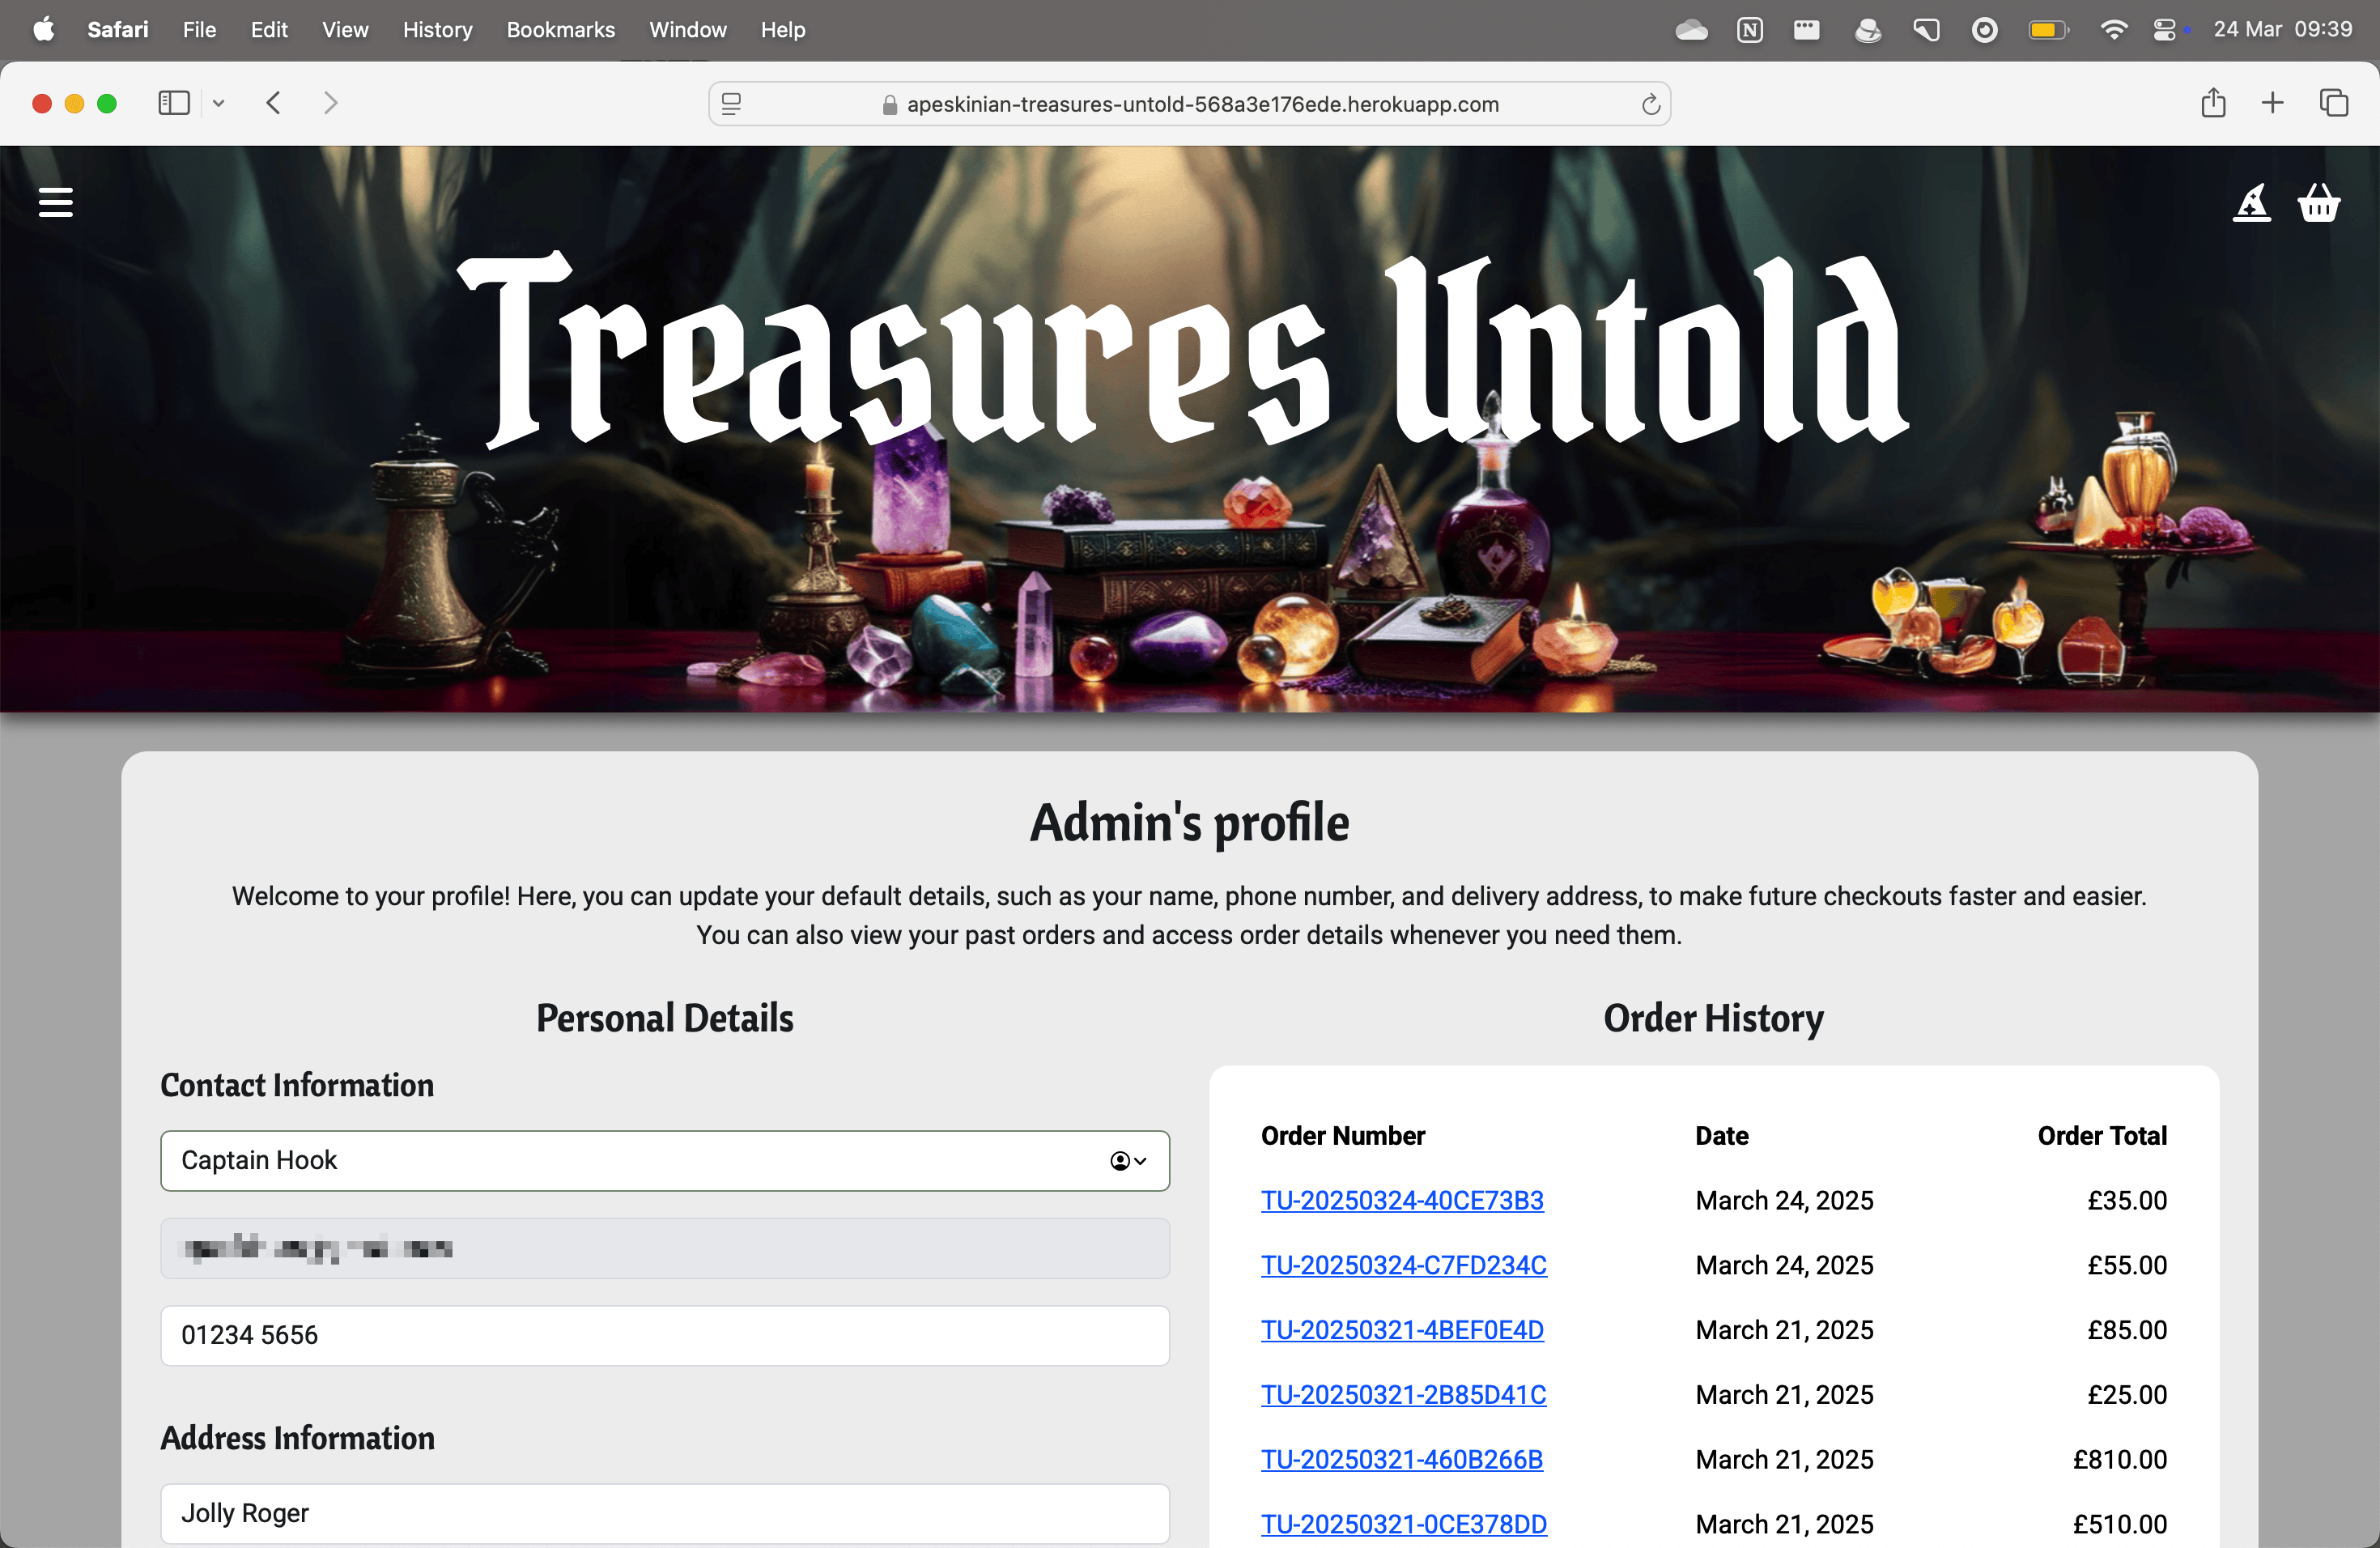 Safari File Edit View History Bookmarks Window Help 24 Mar 09:39
apeskinian-treasures-untold-568a3e176ede.herokuapp.com
Treasures Untold
Admin's profile
Welcome to your profile! Here, you can update your default details, such as your name, phone number, and delivery address, to make future checkouts faster and easier.
You can also view your past orders and access order details whenever you need them.
Personal Details
Contact Information
Captain Hook
01234 5656
Address Information
Jolly Roger
Order History
Order Number Date Order Total
TU-20250324-40CE73B3 March 24, 2025 £35.00
TU-20250324-C7FD234C March 24, 2025 £55.00
TU-20250321-4BEF0E4D March 21, 2025 £85.00
TU-20250321-2B85D41C March 21, 2025 £25.00
TU-20250321-460B266B March 21, 2025 £810.00
TU-20250321-0CE378DD March 21, 2025 £510.00